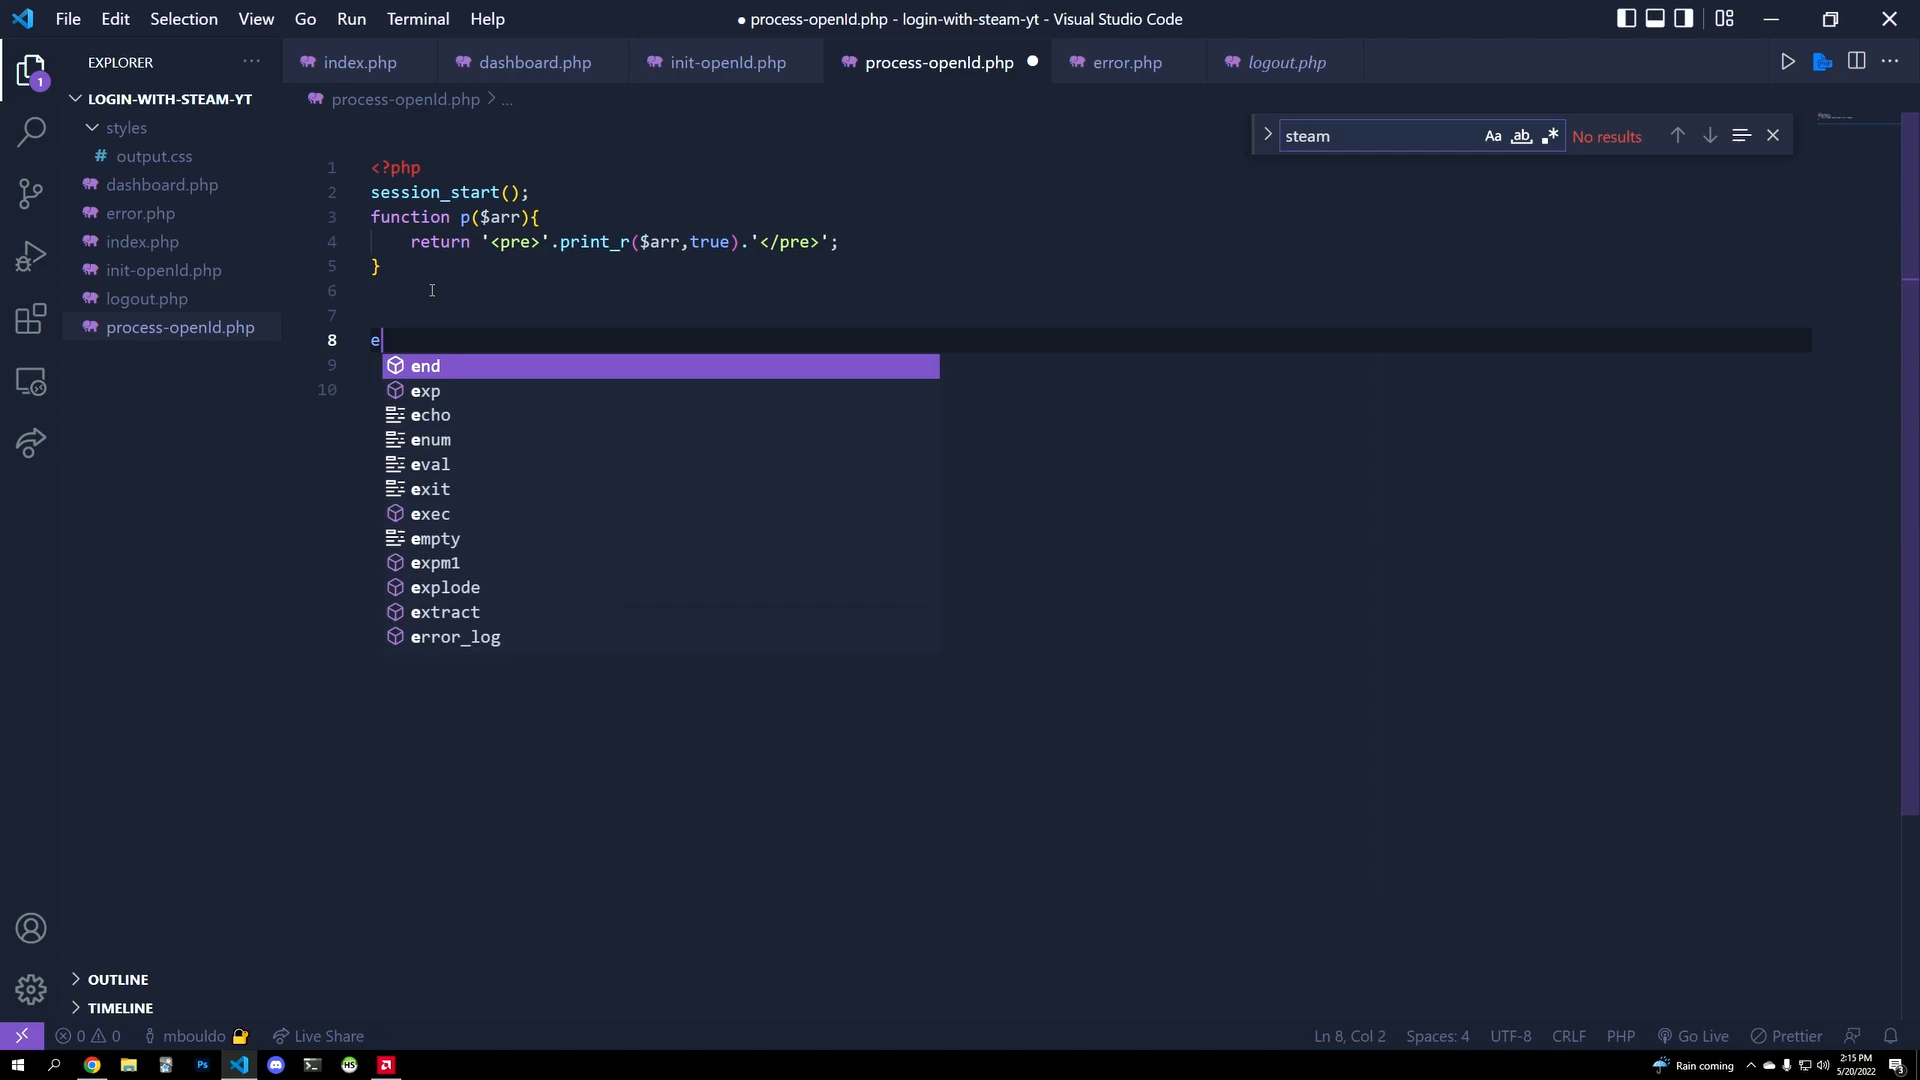 File Edit Selection View Go Run Terminal Help
● process-openId.php - login-with-steam-yt - Visual Studio Code
EXPLORER
index.php
dashboard.php
init-openId.php
process-openId.php
error.php
logout.php
1
LOGIN-WITH-STEAM-YT
process-openId.php > ...
styles
# output.css
dashboard.php
error.php
index.php
init-openId.php
logout.php
process-openId.php
steam
Aa ab .*
No results
1 <?php
2 session_start();
3 function p($arr){
4 return '<pre>'.print_r($arr,true).'</pre>';
5 }
6
7
8 e
9
10
end
exp
echo
enum
eval
exit
exec
empty
expm1
explode
extract
error_log
OUTLINE
TIMELINE
0 0 mbouldo Live Share
Ln 8, Col 2 Spaces: 4 UTF-8 CRLF PHP Go Live Prettier
Ps
HS
Rain coming
2:15 PM
5/20/2022
3